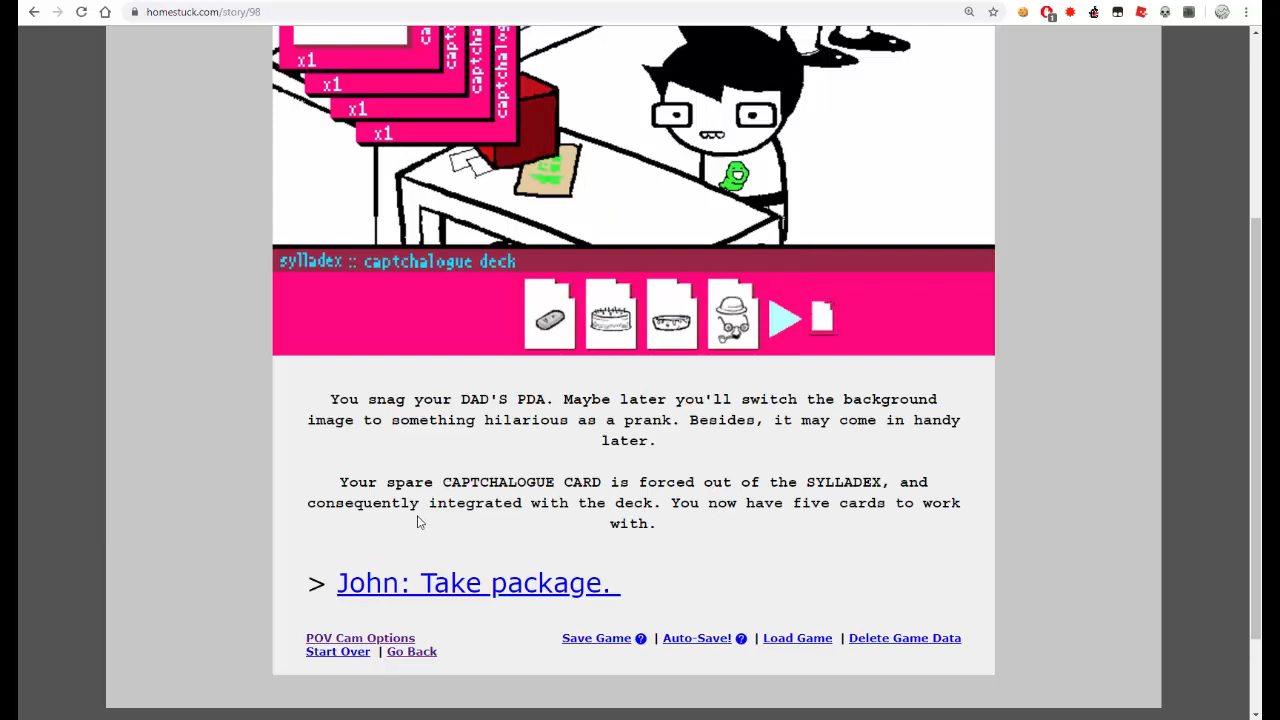 homestuck.com/story/98
1
x1
x1
x1
x1
captchalogue
sylladex :: captchalogue deck
You snag your DAD'S PDA. Maybe later you'll switch the background
image to something hilarious as a prank. Besides, it may come in handy
later.
Your spare CAPTCHALOGUE CARD is forced out of the SYLLADEX, and
consequently integrated with the deck. You now have five cards to work
with.
> John: Take package.
POV Cam Options
Save Game ? | Auto-Save! ? | Load Game | Delete Game Data
Start Over | Go Back